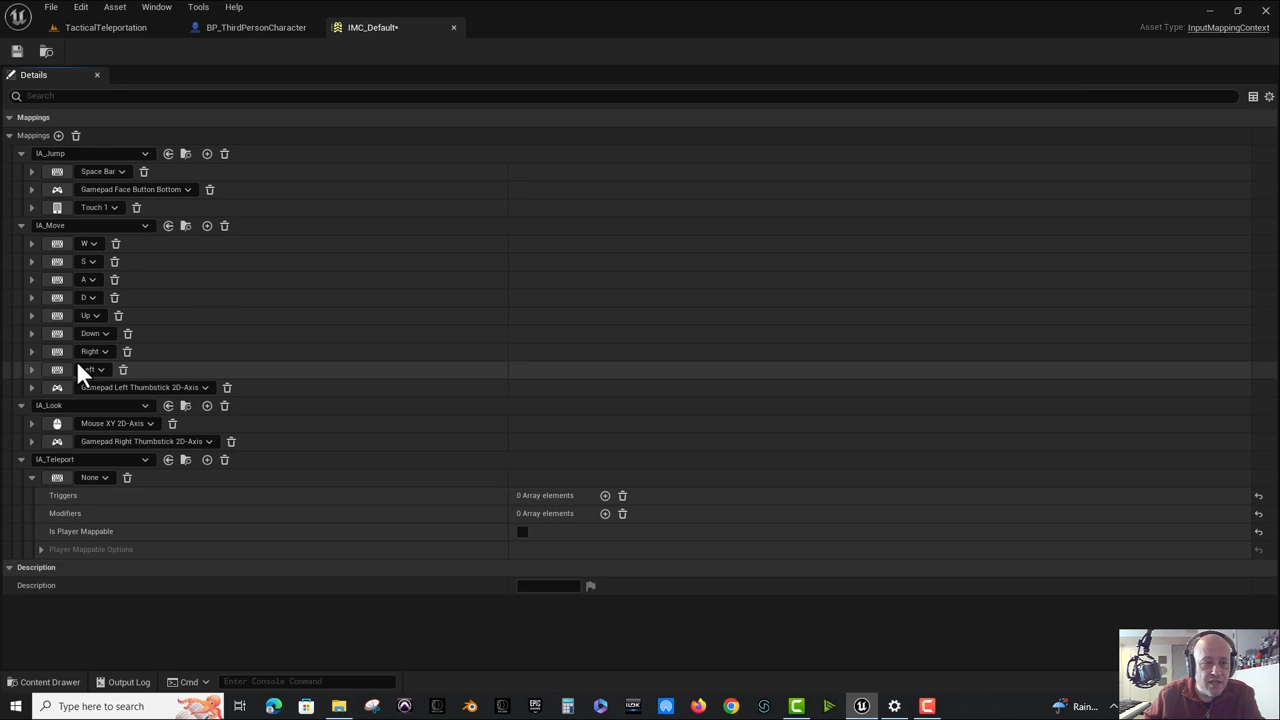 File Edit Asset Window Tools Help
TacticalTeleportation BP_ThirdPersonCharacter IMC_Default* Asset Type: InputMappingContext
Details
Search
Mappings
Mappings
IA_Jump
Space Bar
Gamepad Face Button Bottom
Touch 1
IA_Move
W
S
A
D
Up
Down
Right
Gamepad Left Thumbstick 2D-Axis
IA_Look
Mouse XY 2D-Axis
Gamepad Right Thumbstick 2D-Axis
IA_Teleport
None
Triggers 0 Array elements
Modifiers 0 Array elements
Is Player Mappable
Player Mappable Options
Description
Description
Content Drawer Output Log Cmd Enter Console Command
Type here to search Rain...